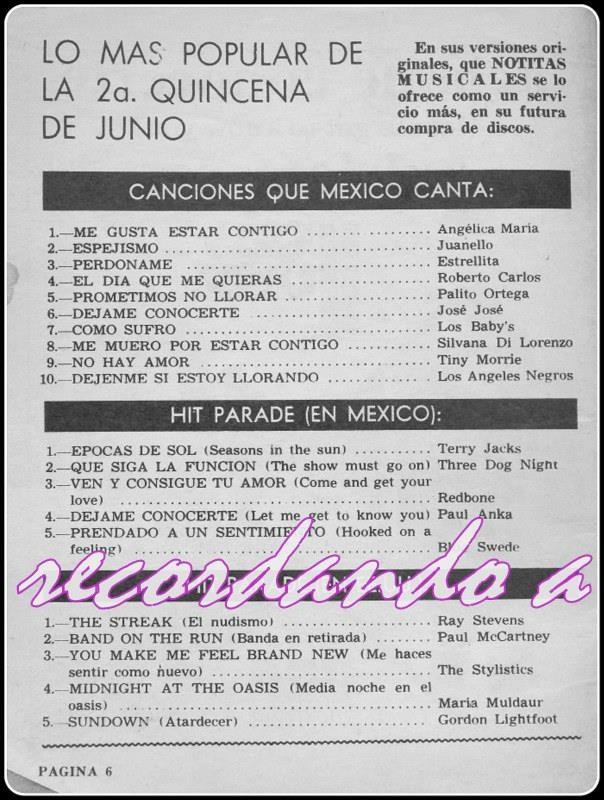 LO MAS POPULAR DE
LA 2a. QUINCENA
DE JUNIO
En sus versiones ori-
ginales, que NOTITAS
MUSICALES se lo
ofrece como un servi-
cio más, en su futura
compra de discos.
CANCIONES QUE MEXICO CANTA:
1.—ME GUSTA ESTAR CONTIGO .................. Angélica María
2.—ESPEJISMO ........................................ Juanello
3.—PERDONAME .................................... Estrellita
4.—EL DIA QUE ME QUIERAS .................... Roberto Carlos
5.—PROMETIMOS NO LLORAR .................... Palito Ortega
6.—DEJAME CONOCERTE ........................ José José
7.—COMO SUFRO .................................. Los Baby's
8.—ME MUERO POR ESTAR CONTIGO ............ Silvana Di Lorenzo
9.—NO HAY AMOR .................................. Tiny Morrie
10.—DEJENME SI ESTOY LLORANDO .............. Los Angeles Negros
HIT PARADE (EN MEXICO):
1.—EPOCAS DE SOL (Seasons in the sun) .......... Terry Jacks
2.—QUE SIGA LA FUNCION (The show must go on) Three Dog Night
3.—VEN Y CONSIGUE TU AMOR (Come and get your
love) ........................................ Redbone
4.—DEJAME CONOCERTE (Let me get to know you) Paul Anka
5.—PRENDADO A UN SENTIMIENTO (Hooked on a
feeling) ........................................ Swede
recordando a
1.—THE STREAK (El nudismo) .................... Ray Stevens
2.—BAND ON THE RUN (Banda en retirada) ........ Paul McCartney
3.—YOU MAKE ME FEEL BRAND NEW (Me haces
sentir como nuevo) ............................ The Stylistics
4.—MIDNIGHT AT THE OASIS (Media noche en el
oasis) ........................................ Maria Muldaur
5.—SUNDOWN (Atardecer) ........................ Gordon Lightfoot
PAGINA 6